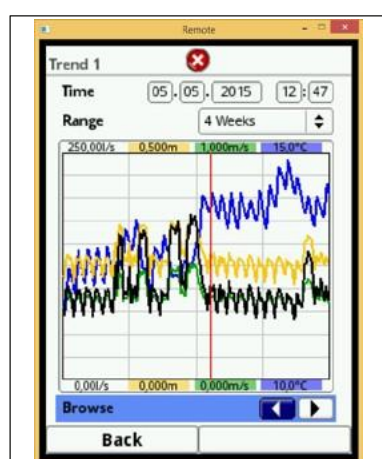 Remote
Trend 1
Time 05.05.2015 12:47
Range 4 Weeks
250,00l/s 0,500m 1,000m/s 15,0°C
0,00l/s 0,000m 0,000m/s 10,0°C
Browse
Back